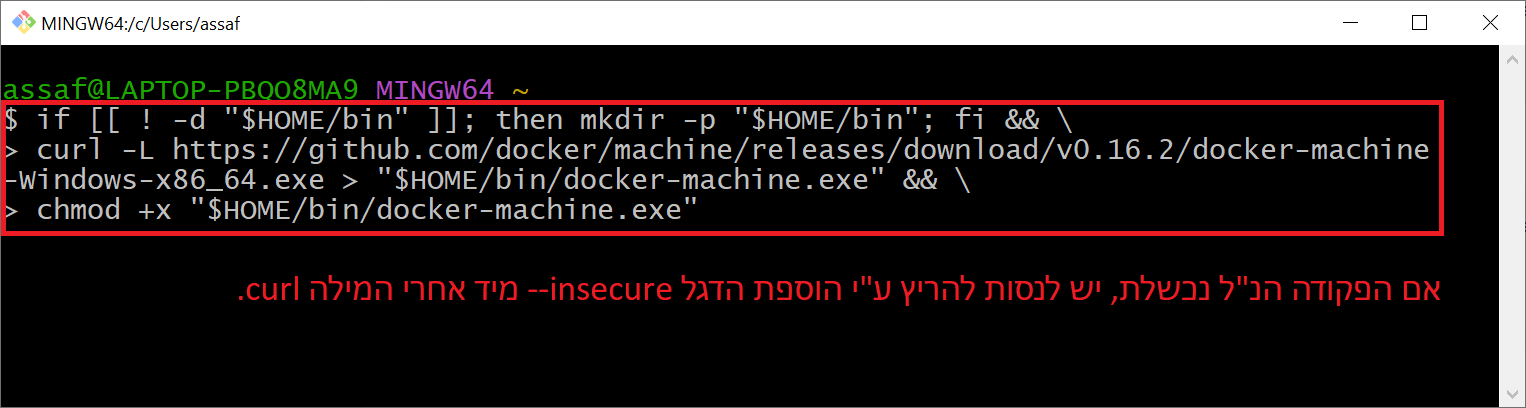 MINGW64:/c/Users/assaf
assaf@LAPTOP-PBQO8MA9 MINGW64 ~
$ if [[ ! -d "$HOME/bin" ]]; then mkdir -p "$HOME/bin"; fi && \
> curl -L https://github.com/docker/machine/releases/download/v0.16.2/docker-machine
-Windows-x86_64.exe > "$HOME/bin/docker-machine.exe" && \
> chmod +x "$HOME/bin/docker-machine.exe"
אם הפקודה הנ"ל נכשלת, יש לנסות להריץ ע"י הוספת הדגל insecure-- מיד אחרי המילה curl.